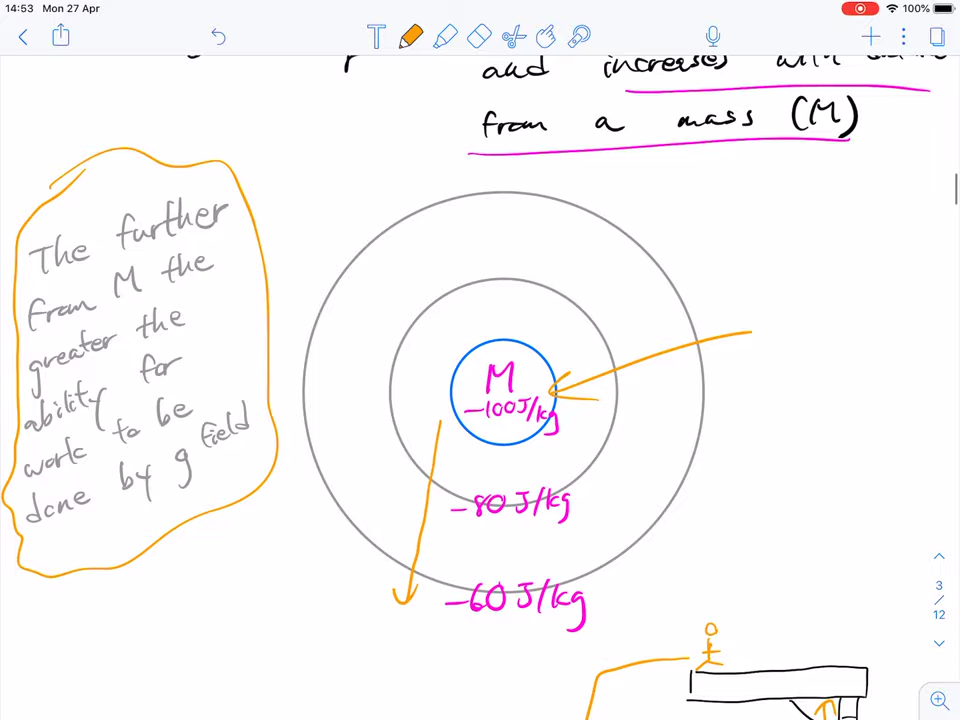 14:53 Mon 27 Apr
100%
and increases with
from a mass (M)
The further
from M the
greater the
ability for
work to be
done by g field
M
-100J/kg
-80J/kg
-60J/kg
3
/
12